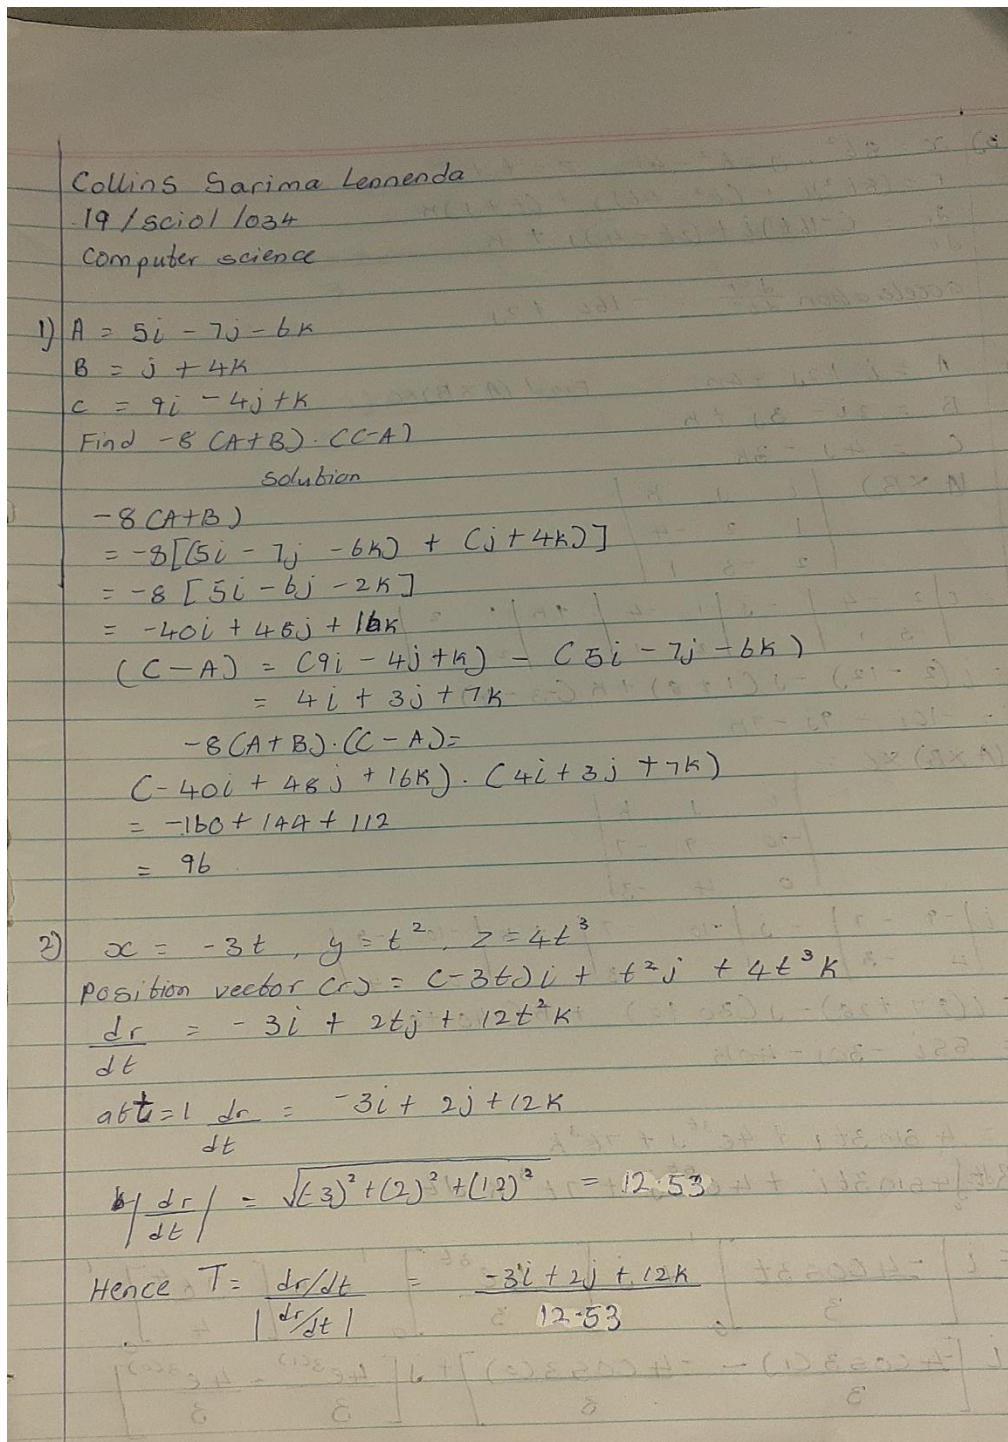 Collins Sarima Lennenda
19 / sci01 / 034
Computer science
1) A = 5i - 7j - 6k
B = j + 4k
C = 9i - 4j + k
Find -8 (A+B) . (C-A)
solution
-8 (A+B)
= -8[(5i - 7j - 6k) + (j + 4k)]
= -8 [5i - 6j - 2k]
= -40i + 48j + 16k
(C - A) = (9i - 4j + k) - (5i - 7j - 6k)
= 4i + 3j + 7k
-8 (A+B) . (C - A) =
(-40i + 48j + 16k) . (4i + 3j + 7k)
= -160 + 144 + 112
= 96
2) x = -3t, y = t², z = 4t³
Position vector (r) = (-3t)i + t²j + 4t³k
dr/dt = -3i + 2tj + 12t²k
at t=1 dr/dt = -3i + 2j + 12k
|dr/dt| = √(-3)² + (2)² + (12)² = 12.53
Hence T = dr/dt / |dr/dt| = -3i + 2j + 12k / 12.53